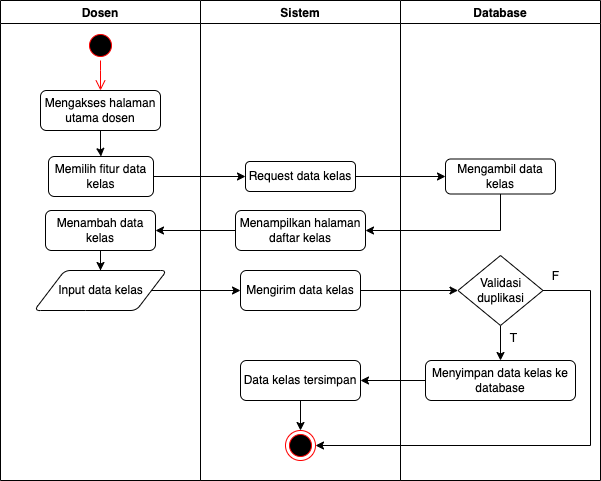 Dosen
Sistem
Database
Mengakses halaman
utama dosen
Memilih fitur data
kelas
Request data kelas
Mengambil data
kelas
Menambah data
kelas
Menampilkan halaman
daftar kelas
Input data kelas
Mengirim data kelas
Validasi
duplikasi
F
T
Data kelas tersimpan
Menyimpan data kelas ke
database